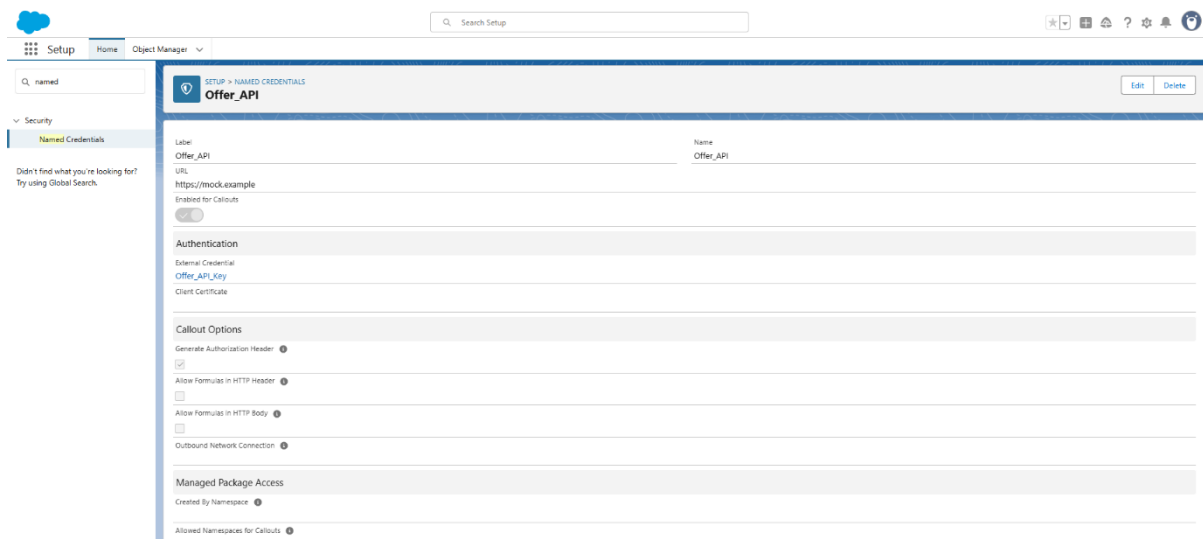 Search Setup
Setup Home Object Manager
named
Security
Named Credentials
Didn't find what you're looking for?
Try using Global Search.
SETUP > NAMED CREDENTIALS
Offer_API
Edit Delete
Label Name
Offer_API Offer_API
URL
https://mock.example
Enabled for Callouts
Authentication
External Credential
Offer_API_Key
Client Certificate
Callout Options
Generate Authorization Header
Allow Formulas in HTTP Header
Allow Formulas in HTTP Body
Outbound Network Connection
Managed Package Access
Created By Namespace
Allowed Namespaces for Callouts